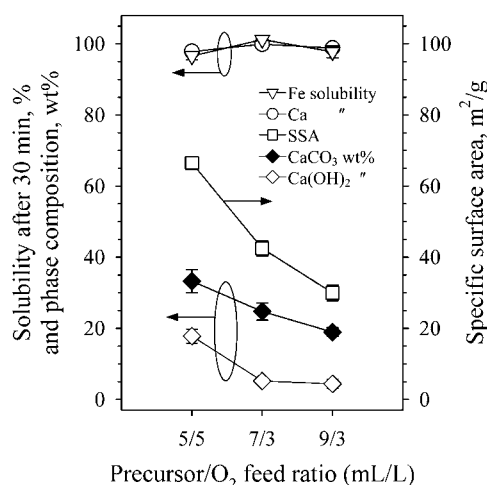 Solubility after 30 min, %
and phase composition, wt%
100
80
60
40
20
0
Fe solubility
Ca "
SSA
CaCO₃ wt%
Ca(OH)₂ "
100
80
60
40
20
0
Specific surface area, m²/g
5/5 7/3 9/3
Precursor/O₂ feed ratio (mL/L)